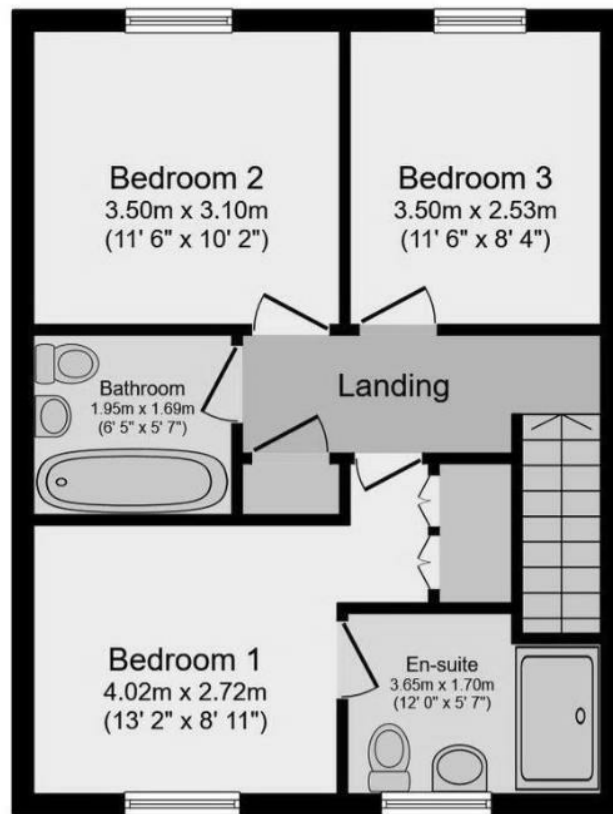 Bedroom 2
3.50m x 3.10m
(11' 6" x 10' 2")
Bedroom 3
3.50m x 2.53m
(11' 6" x 8' 4")
Bathroom
1.95m x 1.69m
(6' 5" x 5' 7")
Landing
Bedroom 1
4.02m x 2.72m
(13' 2" x 8' 11")
En-suite
3.65m x 1.70m
(12' 0" x 5' 7")